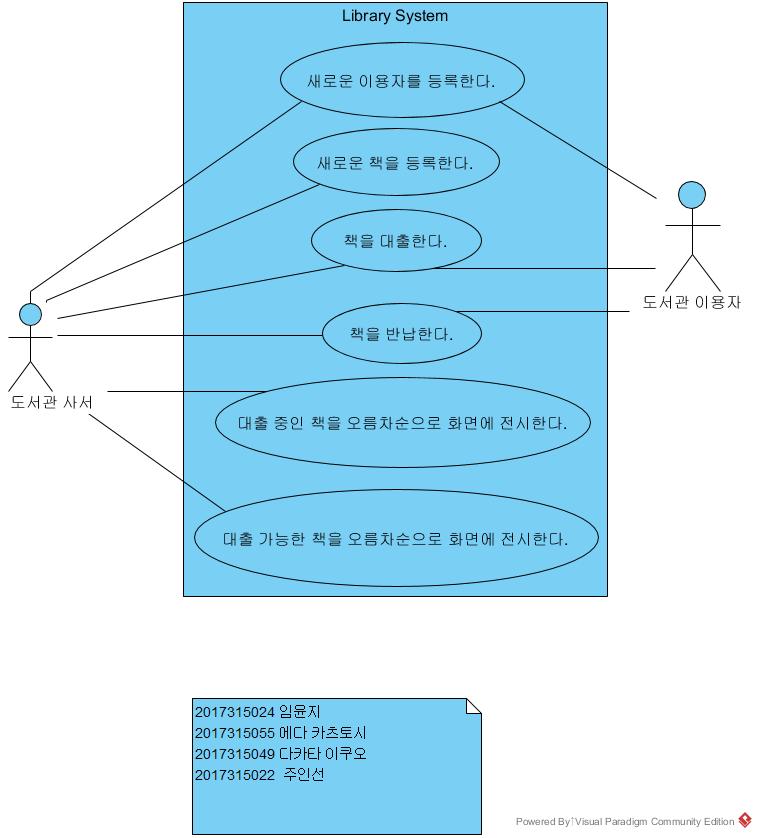 Library System
새로운 이용자를 등록한다.
새로운 책을 등록한다.
책을 대출한다.
도서관 이용자
책을 반납한다.
도서관 사서
대출 중인 책을 오름차순으로 화면에 전시한다.
대출 가능한 책을 오름차순으로 화면에 전시한다.
2017315024 임윤지
2017315055 에다 카츠토시
2017315049 다카타 이쿠오
2017315022 주인선
Powered By Visual Paradigm Community Edition